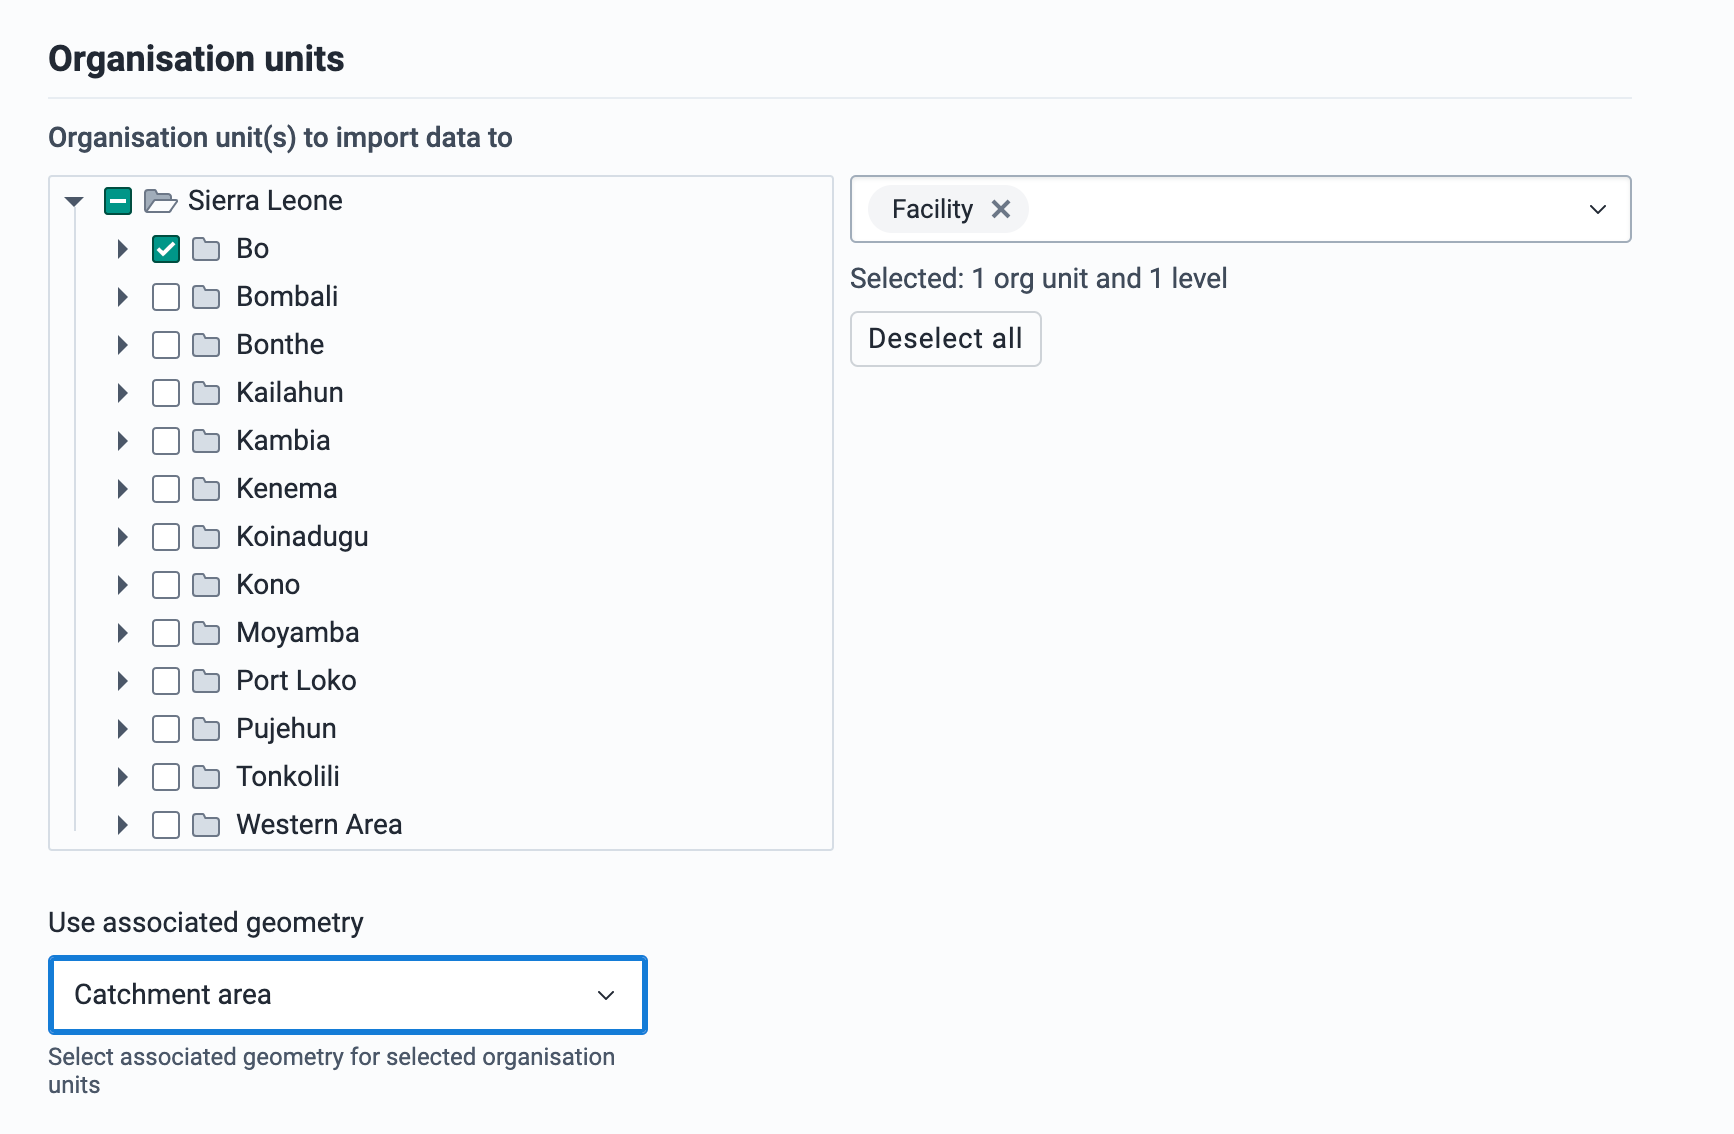 Organisation units
Organisation unit(s) to import data to
Sierra Leone
Bo
Bombali
Bonthe
Kailahun
Kambia
Kenema
Koinadugu
Kono
Moyamba
Port Loko
Pujehun
Tonkolili
Western Area
Facility
Selected: 1 org unit and 1 level
Deselect all
Use associated geometry
Catchment area
Select associated geometry for selected organisation
units